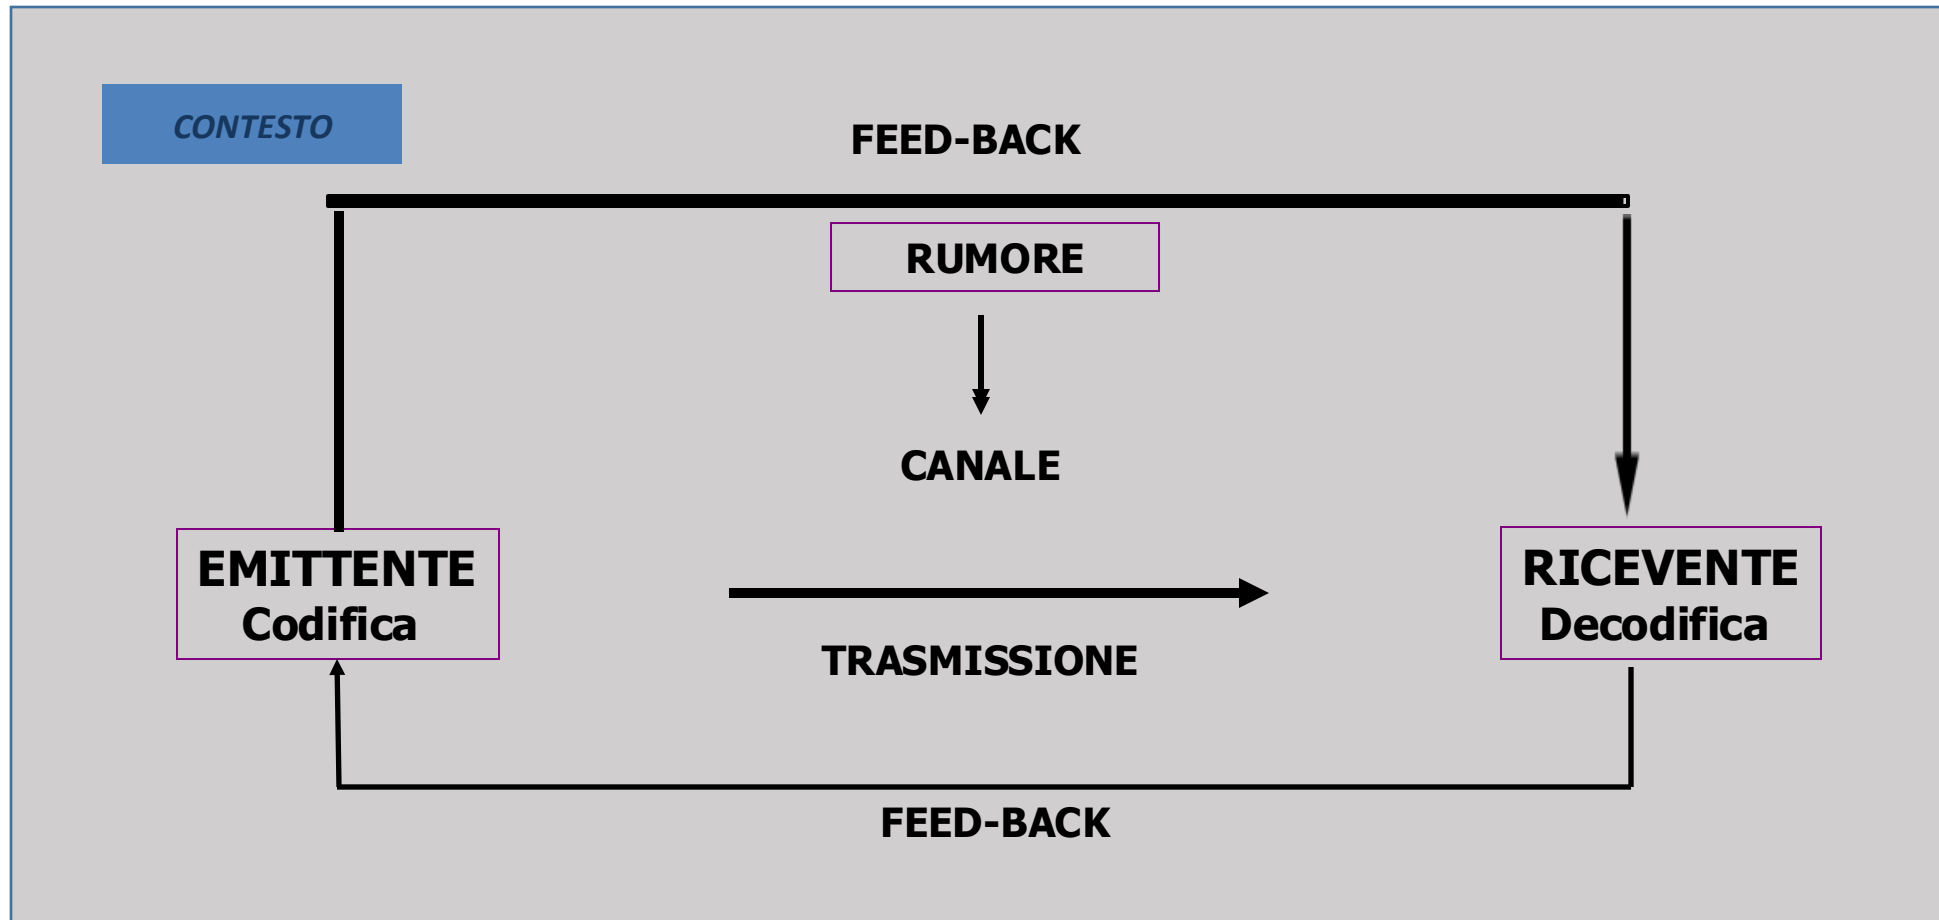 CONTESTO
FEED-BACK
RUMORE
CANALE
EMITTENTE
Codifica
RICEVENTE
Decodifica
TRASMISSIONE
FEED-BACK